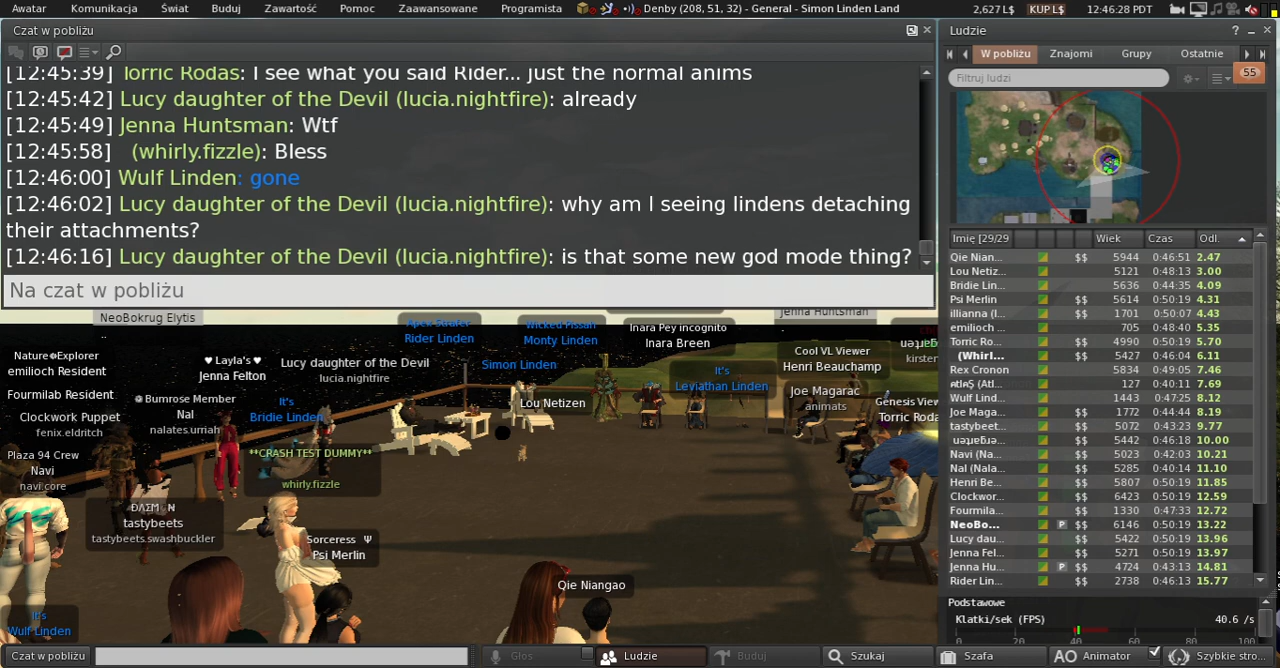 Awatar Komunikacja Świat Buduj Zawartość Pomoc Zaawansowane Programista Denby (208, 51, 32) - General - Simon Linden Land 2,627 L$ KUP L$ 12:46:28 PDT
Czat w pobliżu
[12:45:39] Torric Rodas: I see what you said Rider... just the normal anims
[12:45:42] Lucy daughter of the Devil (lucia.nightfire): already
[12:45:49] Jenna Huntsman: Wtf
[12:45:58] (whirly.fizzle): Bless
[12:46:00] Wulf Linden: gone
[12:46:02] Lucy daughter of the Devil (lucia.nightfire): why am I seeing lindens detaching
their attachments?
[12:46:16] Lucy daughter of the Devil (lucia.nightfire): is that some new god mode thing?
Na czat w pobliżu
NeoBokrug Elytis
Jenna Huntsman
Rider Linden
Wicked Pissah
Monty Linden
Inara Pey incognito
Inara Breen
Nature❁Explorer
emilioch Resident
♥ Layla's ♥
Jenna Felton
Lucy daughter of the Devil
lucia.nightfire
Simon Linden
Cool VL Viewer
Henri Beauchamp
kirsten
It's
Leviathan Linden
Fourmilab Resident
Bumrose Member
Nal
nalates.urriah
It's
Bridie Linden
Lou Netizen
Joe Magarac
animats
Genesis View
Torric Roda
Clockwork Puppet
fenix.eldritch
Plaza 94 Crew
Navi
navi.core
**CRASH TEST DUMMY**
whirly.fizzle
tastybeets
tastybeets.swashbuckler
Sorceress Ψ
Psi Merlin
Qie Niangao
It's
Wulf Linden
Ludzie
? _ ×
W pobliżu Znajomi Grupy Ostatnie
Filtruj ludzi
55
Imię [29/29 Wiek Czas Odl.
Qie Nian... $$ 5944 0:46:51 2.47
Lou Netiz... 5121 0:48:13 3.00
Bridie Lin... 5636 0:44:35 4.09
Psi Merlin $$ 5614 0:50:19 4.31
illianna (I... $$ 1701 0:50:07 4.43
emilioch ... 705 0:48:40 5.35
Torric Ro... $$ 4990 0:50:19 5.70
(Whirl... $$ 5427 0:46:04 6.11
Rex Cronon 5834 0:49:05 7.46
(Atl... 127 0:40:11 7.69
Wulf Lind... 1443 0:47:25 8.12
Joe Maga... $$ 1772 0:44:44 8.19
tastybeet... $$ 5072 0:43:23 9.77
$$ 5442 0:46:18 10.00
Navi (Na... $$ 5023 0:42:03 10.21
Nal (Nala... $$ 5285 0:14:40 11.10
Henri Be... $$ 5807 0:50:19 11.85
Clockwor... $$ 6423 0:50:19 12.59
Fourmila... $$ 1330 0:47:33 12.72
NeoBo... P $$ 6146 0:50:19 13.22
Lucy dau... $$ 5422 0:50:19 13.96
Jenna Fel... $$ 5271 0:50:19 13.97
Jenna Hu... P $$ 4724 0:43:13 14.81
Rider Lin... $$ 2738 0:46:13 15.77
Podstawowe
Klatki/sek (FPS) 40.6 /s
0 20 40 60 80 100
Czat w pobliżu Głos Ludzie Buduj Szukaj Szafa AO Animator Szybkie stro...